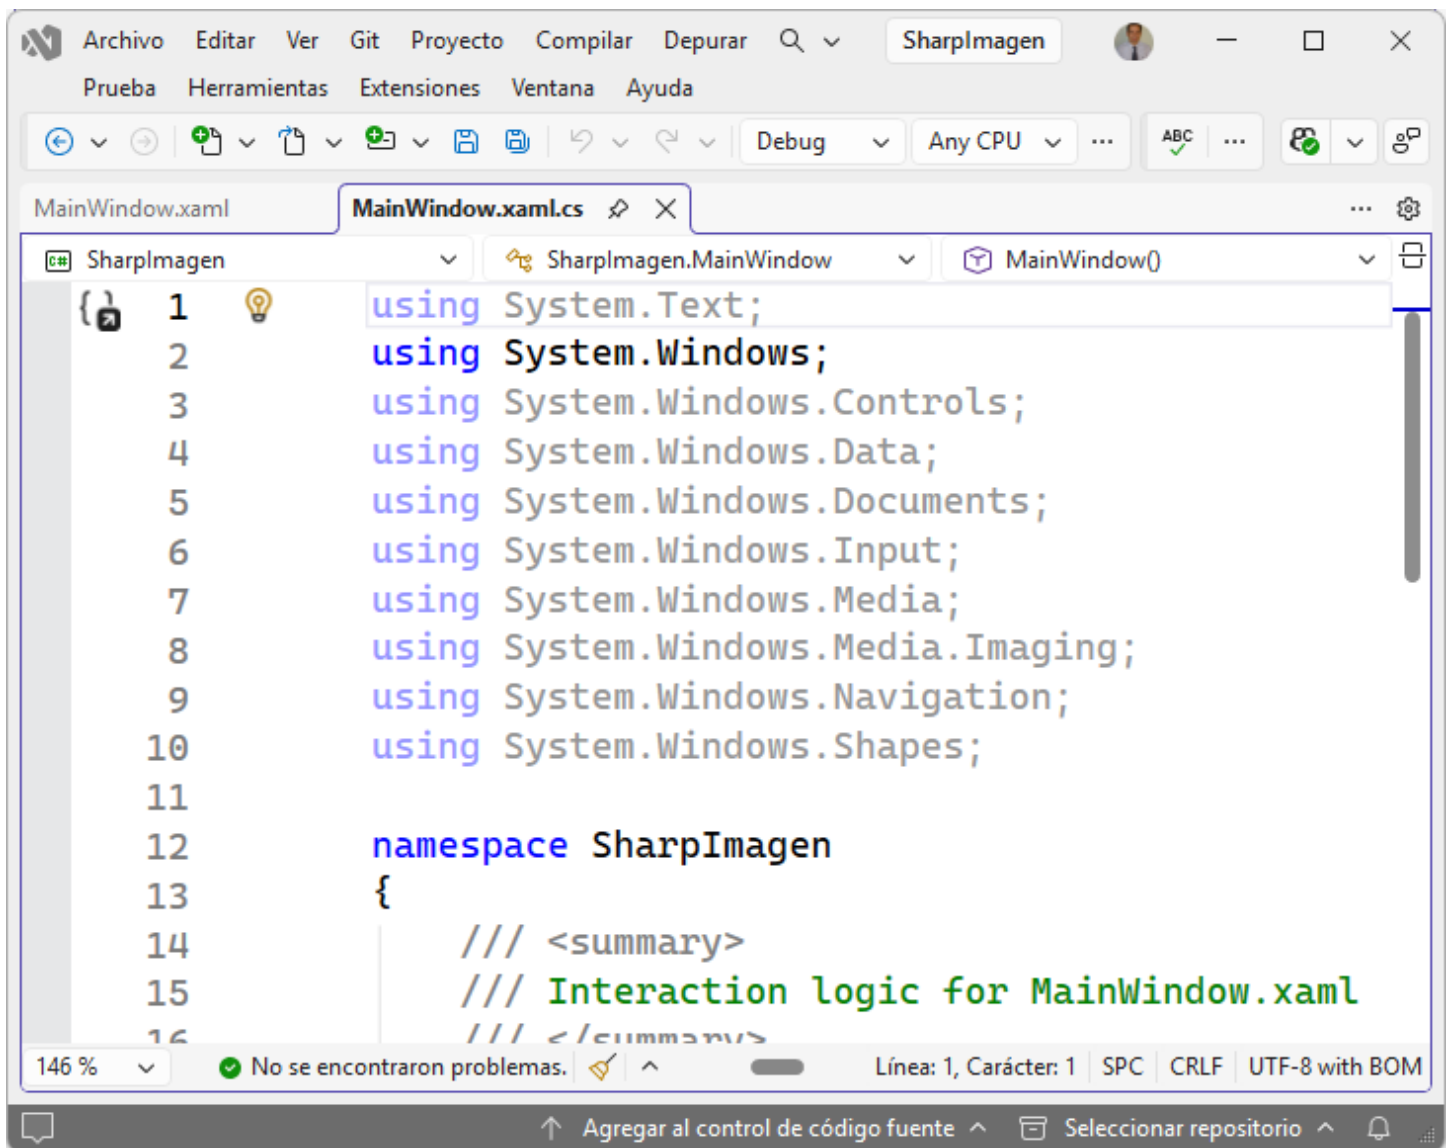 Archivo Editar Ver Git Proyecto Compilar Depurar SharpImagen
Prueba Herramientas Extensiones Ventana Ayuda
Debug Any CPU ... ABC ...
MainWindow.xaml MainWindow.xaml.cs ...
C# SharpImagen SharpImagen.MainWindow MainWindow()
1 using System.Text;
2 using System.Windows;
3 using System.Windows.Controls;
4 using System.Windows.Data;
5 using System.Windows.Documents;
6 using System.Windows.Input;
7 using System.Windows.Media;
8 using System.Windows.Media.Imaging;
9 using System.Windows.Navigation;
10 using System.Windows.Shapes;
11
12 namespace SharpImagen
13 {
14 /// <summary>
15 /// Interaction logic for MainWindow.xaml
16 /// </summary>
146 % No se encontraron problemas. Línea: 1, Carácter: 1 SPC CRLF UTF-8 with BOM
Agregar al control de código fuente Seleccionar repositorio